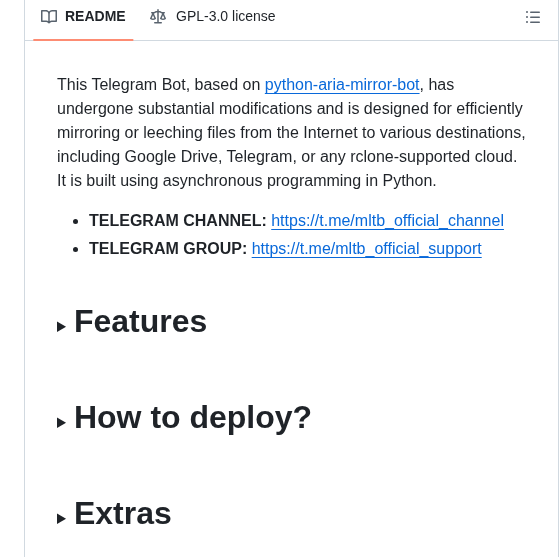 README GPL-3.0 license
This Telegram Bot, based on python-aria-mirror-bot, has
undergone substantial modifications and is designed for efficiently
mirroring or leeching files from the Internet to various destinations,
including Google Drive, Telegram, or any rclone-supported cloud.
It is built using asynchronous programming in Python.
• TELEGRAM CHANNEL: https://t.me/mltb_official_channel
• TELEGRAM GROUP: https://t.me/mltb_official_support
Features
How to deploy?
Extras